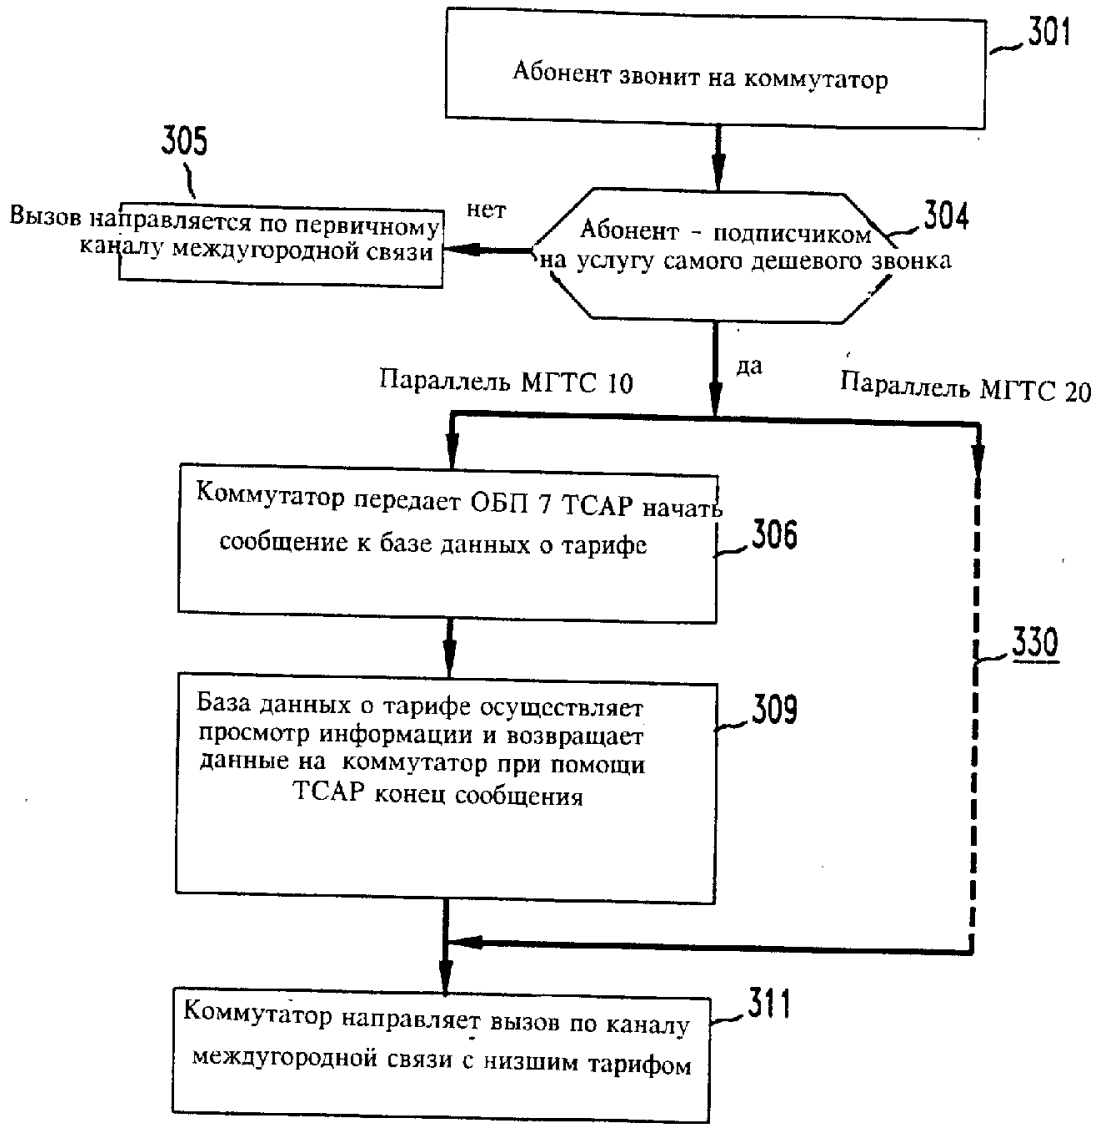 301
Абонент звонит на коммутатор
305
Вызов направляется по первичному
каналу междугородной связи
нет
304
Абонент - подписчиком
на услугу самого дешевого звонка
да
Параллель МГТС 10
Параллель МГТС 20
Коммутатор передает ОБП 7 ТСАР начать
сообщение к базе данных о тарифе
306
330
База данных о тарифе осуществляет
просмотр информации и возвращает
данные на коммутатор при помощи
ТСАР конец сообщения
309
311
Коммутатор направляет вызов по каналу
междугородной связи с низшим тарифом